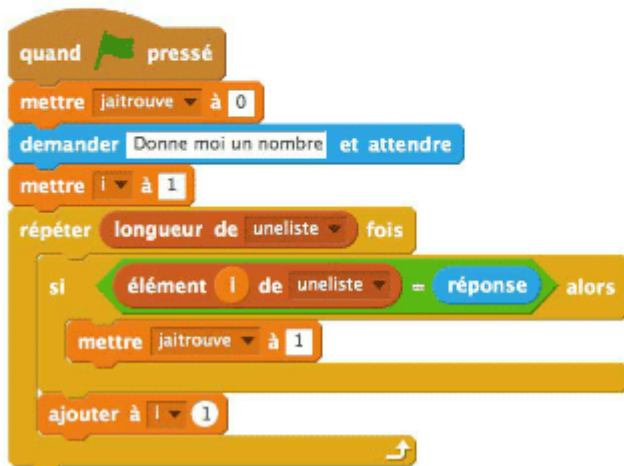 quand pressé
mettre jaitrouve à 0
demander Donne moi un nombre et attendre
mettre i à 1
répéter longueur de uneliste fois
si élément i de uneliste = réponse alors
mettre jaitrouve à 1
ajouter à i 1